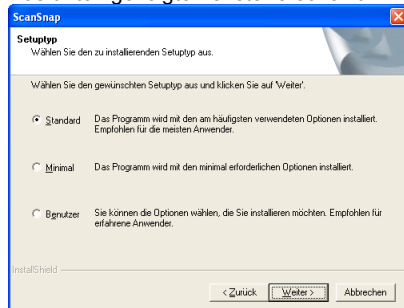 ScanSnap
Setuptyp
Wählen Sie den zu installierenden Setuptyp aus.
Wählen Sie den gewünschten Setuptyp aus und klicken Sie auf 'Weiter'.
Standard
Das Programm wird mit den am häufigsten verwendeten Optionen installiert.
Empfohlen für die meisten Anwender.
Minimal
Das Programm wird mit den minimal erforderlichen Optionen installiert.
Benutzer
Sie können die Optionen wählen, die Sie installieren möchten. Empfohlen für
erfahrene Anwender.
InstallShield
< Zurück
Weiter >
Abbrechen